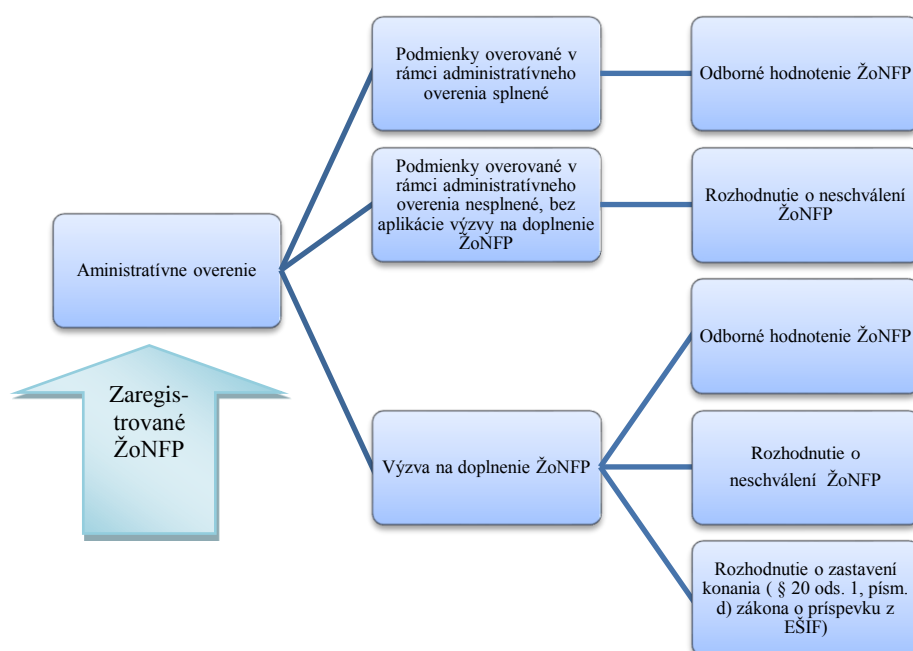 Podmienky overované v
rámci administratívneho
overenia splnené
Odborné hodnotenie ŽoNFP
Podmienky overované v
rámci administratívneho
overenia nesplnené, bez
aplikácie výzvy na doplnenie
ŽoNFP
Rozhodnutie o neschválení
ŽoNFP
Aministratívne overenie
Odborné hodnotenie ŽoNFP
Zaregis-
trované
ŽoNFP
Výzva na doplnenie ŽoNFP
Rozhodnutie o
neschválení ŽoNFP
Rozhodnutie o zastavení
konania ( § 20 ods. 1, písm.
d) zákona o príspevku z
EŠIF)